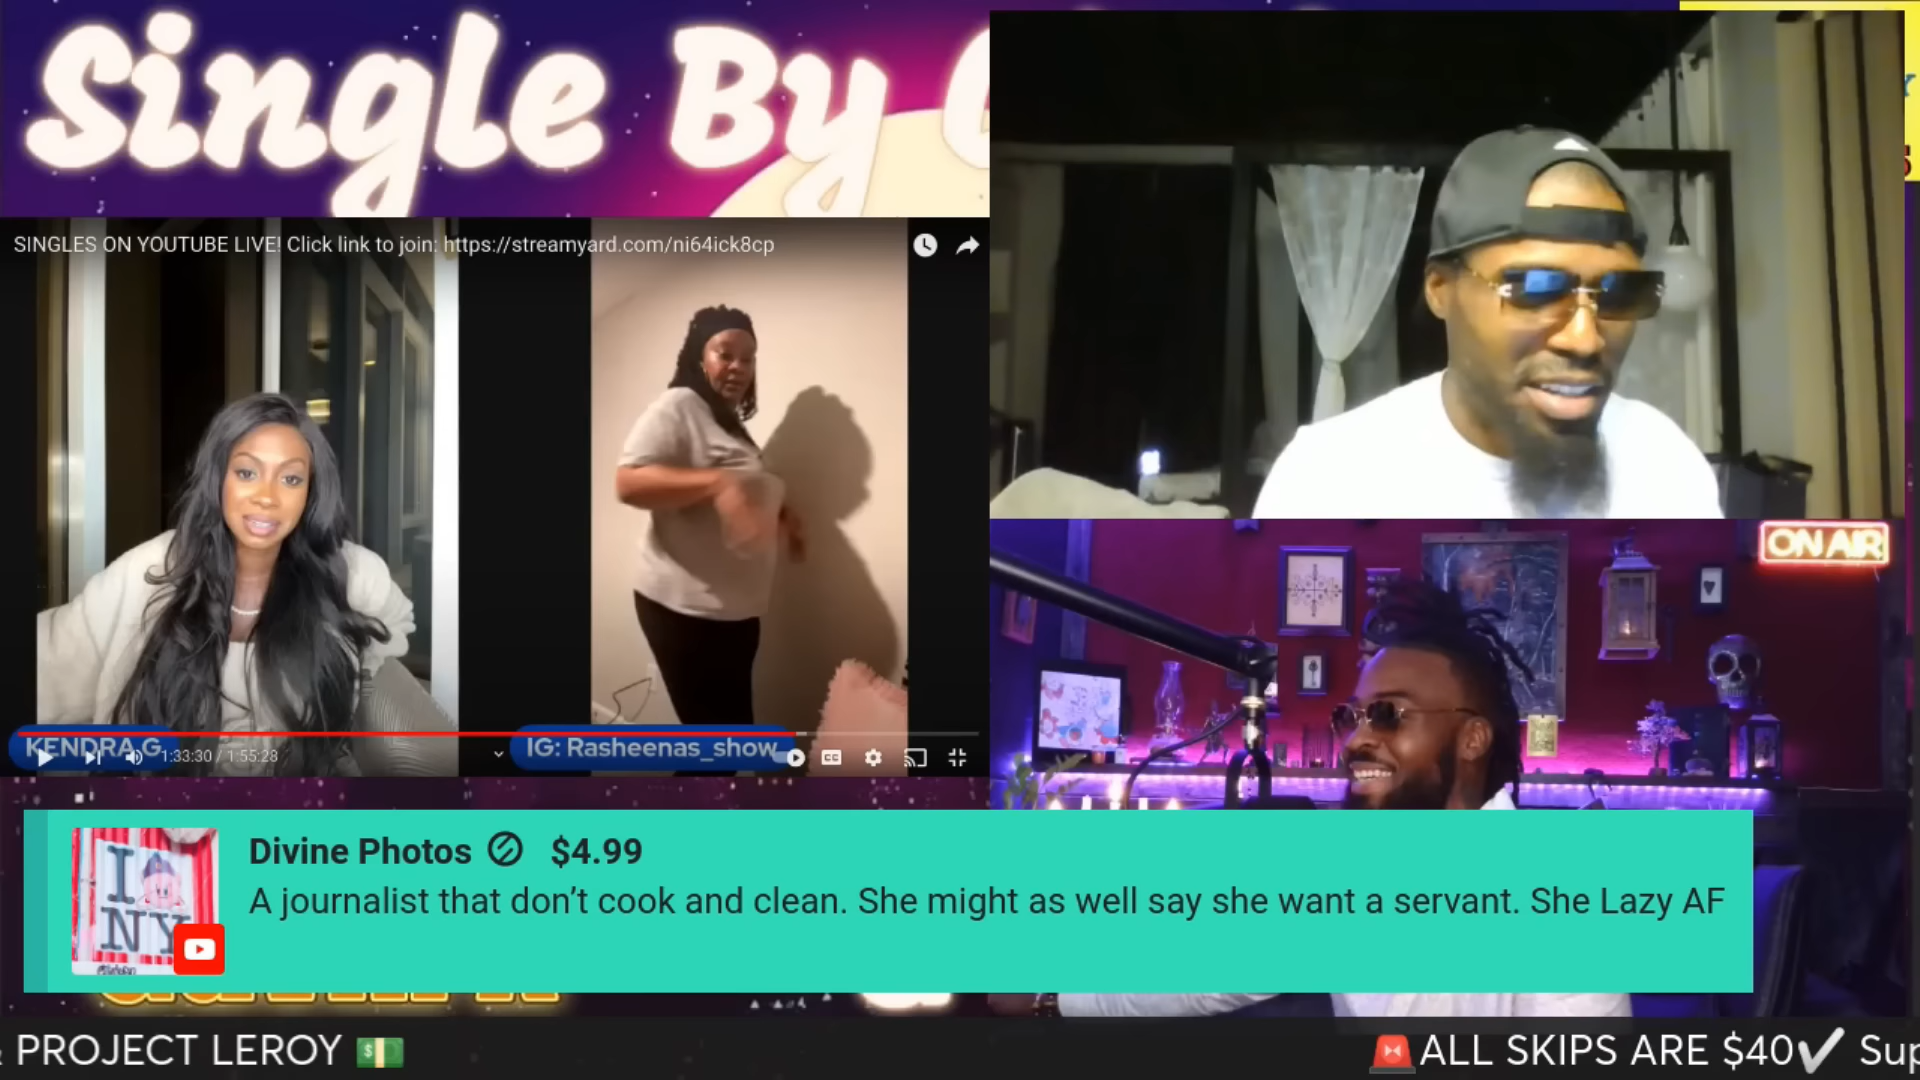 Single By
SINGLES ON YOUTUBE LIVE! Click link to join: https://streamyard.com/ni64ick8cp
ON AIR
KENDRA G
1:33:30 / 1:55:28
IG: Rasheenas_show
CC
I
NY
Divine Photos $4.99
A journalist that don’t cook and clean. She might as well say she want a servant. She Lazy AF
PROJECT LEROY 💵
🚨ALL SKIPS ARE $40✔ Sup